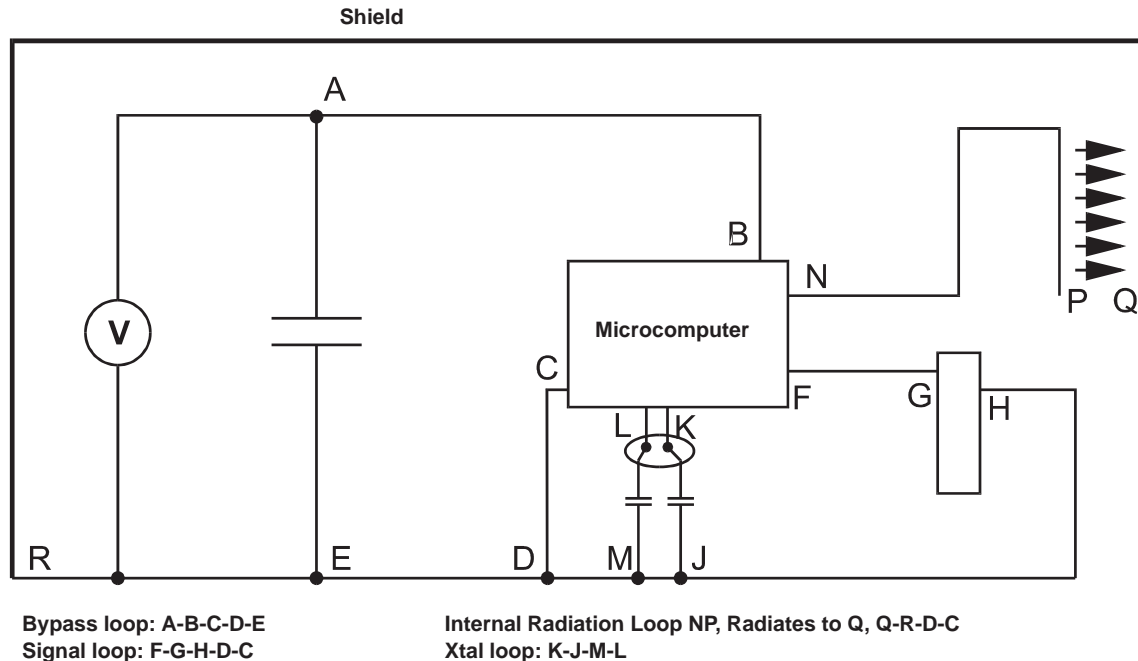 Shield
A
B
N
P Q
V
Microcomputer
C
F
G
H
L K
R
E
D
M
J
Bypass loop: A-B-C-D-E
Internal Radiation Loop NP, Radiates to Q, Q-R-D-C
Signal loop: F-G-H-D-C
Xtal loop: K-J-M-L